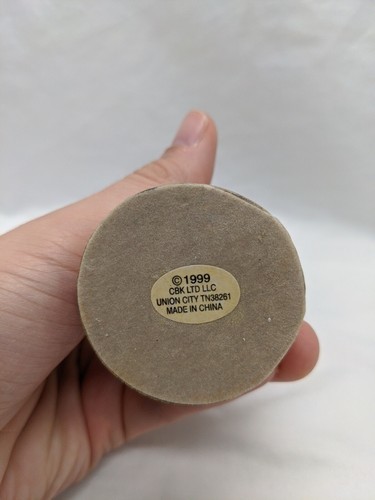 ©1999
CBK LTD LLC
UNION CITY TN38261
MADE IN CHINA